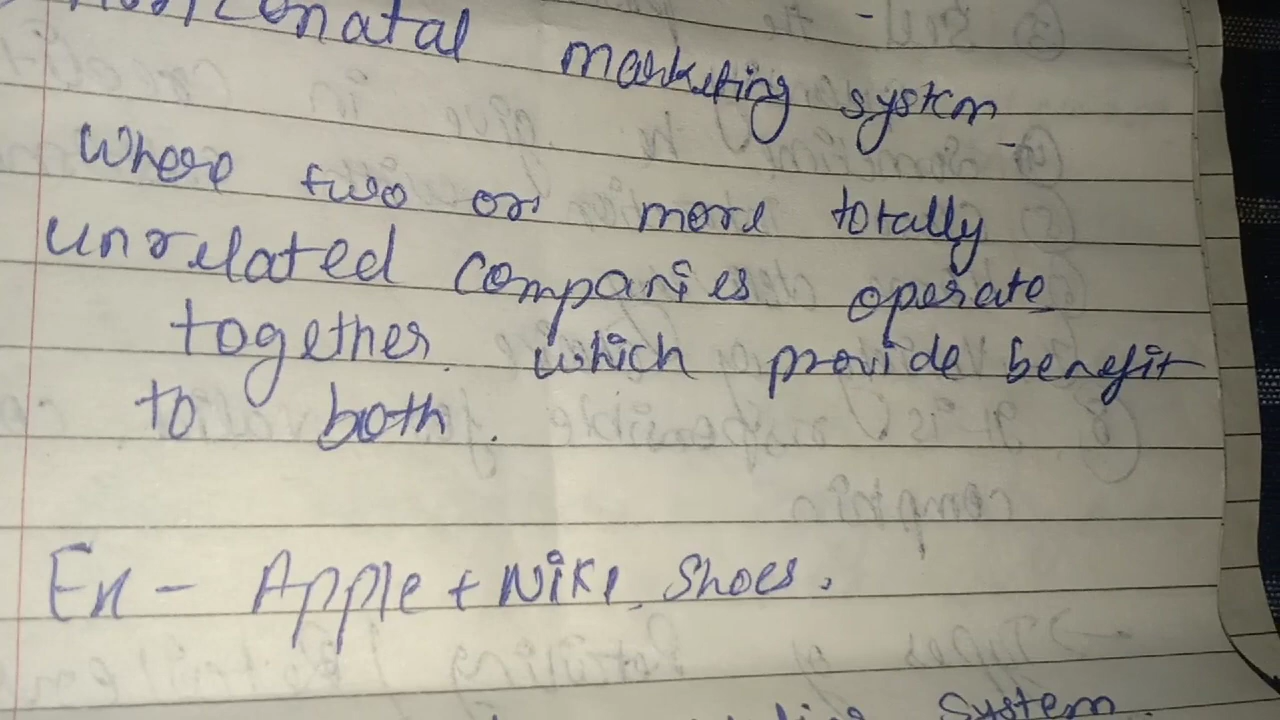 marketing system -
Where two or more totally
unrelated companies operate
together. which provide benefit
to both.
Ex - Apple + Nike Shoes.
System.